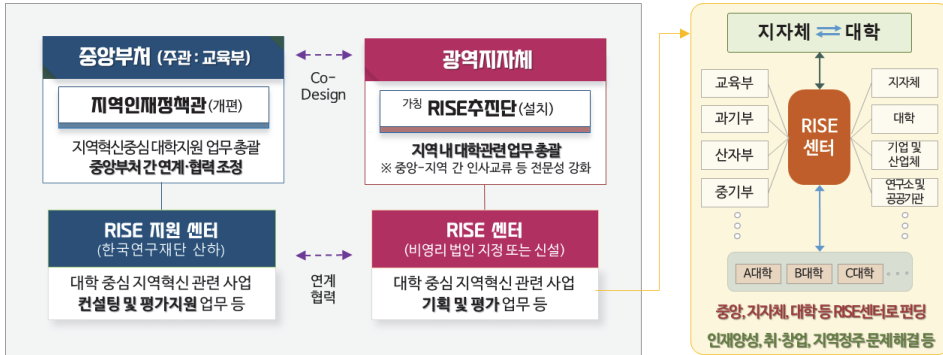 중앙부처 (주관 : 교육부)
지역인재정책관(개편)
지역혁신중심 대학지원 업무 총괄
중앙부처 간 연계·협력 조정
Co-
Design
광역지자체
가칭 RISE추진단(설치)
지역 내 대학관련 업무 총괄
※ 중앙-지역 간 인사교류 등 전문성 강화
RISE 지원 센터
(한국연구재단 산하)
대학 중심 지역혁신 관련 사업
컨설팅 및 평가지원 업무 등
연계
협력
RISE 센터
(비영리 법인 지정 또는 신설)
대학 중심 지역혁신 관련 사업
기획 및 평가 업무 등
지자체 대학
교육부
과기부
산자부
중기부
RISE
센터
지자체
대학
기업 및
산업체
연구소 및
공공기관
A대학 B대학 C대학
중앙, 지자체, 대학 등 RISE센터로 펀딩
인재양성, 취·창업, 지역정주 문제해결 등